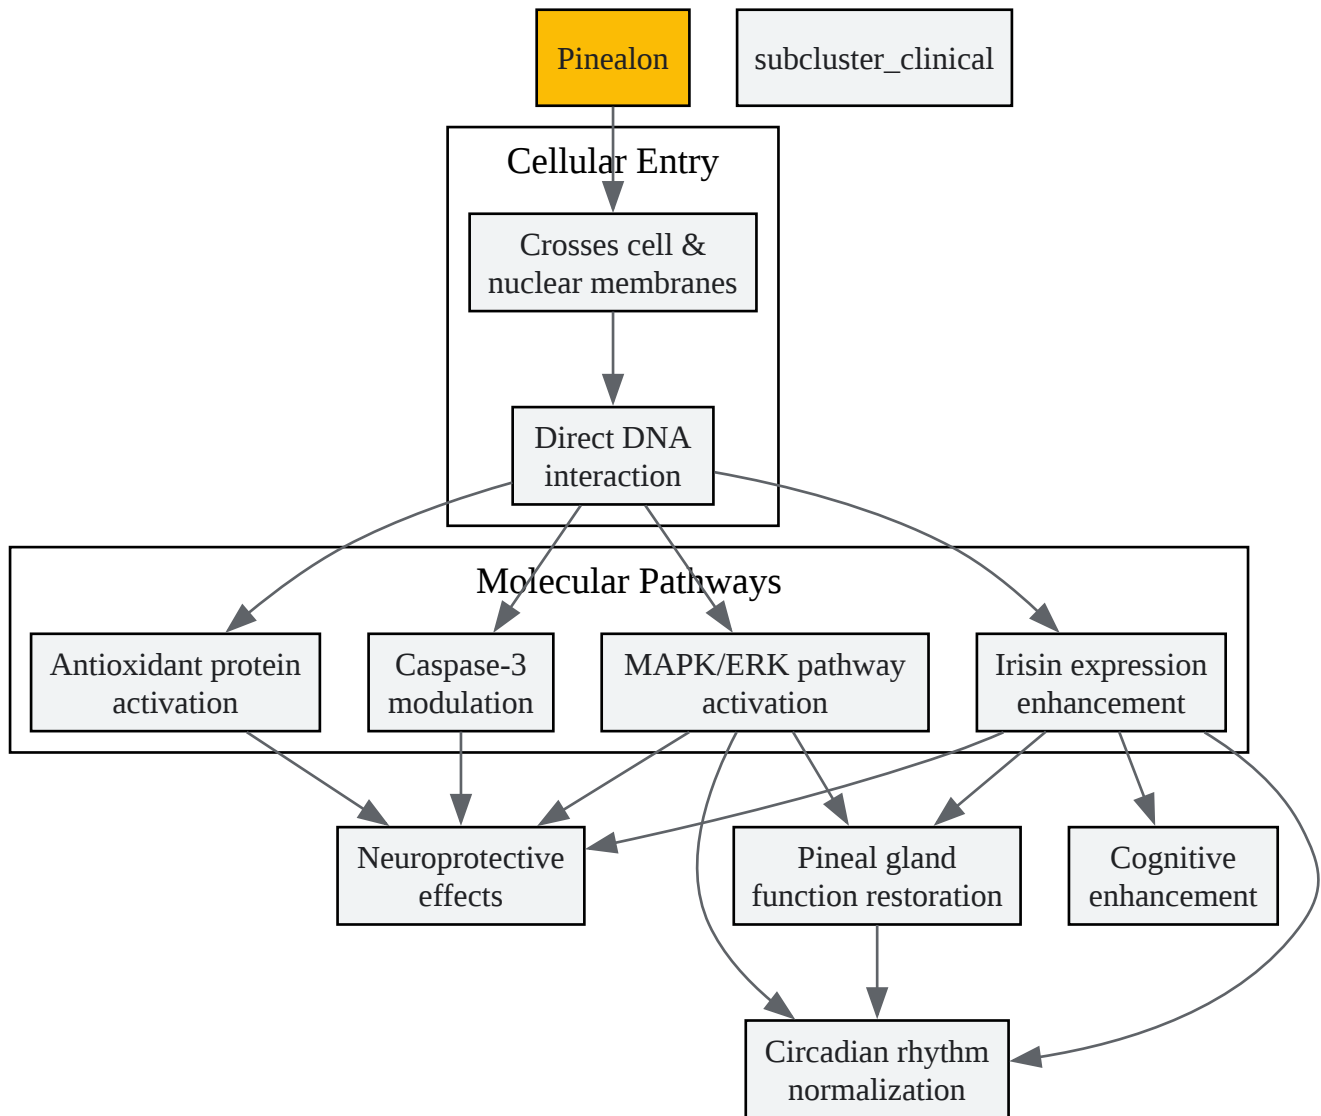 Pinealon
subcluster_clinical
Cellular Entry
Crosses cell &
nuclear membranes
Direct DNA
interaction
Molecular Pathways
Antioxidant protein
activation
Caspase-3
modulation
MAPK/ERK pathway
activation
Irisin expression
enhancement
Neuroprotective
effects
Pineal gland
function restoration
Cognitive
enhancement
Circadian rhythm
normalization